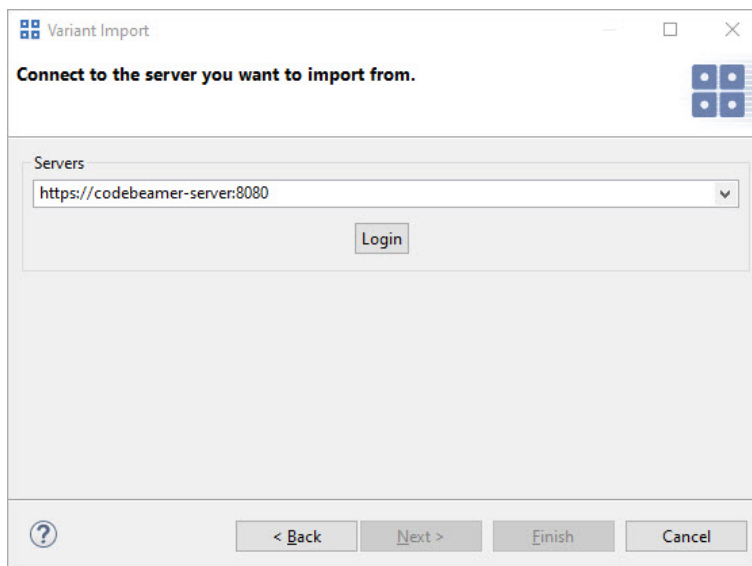 Variant Import
Connect to the server you want to import from.
Servers
https://codebeamer-server:8080
Login
?
< Back
Next >
Finish
Cancel